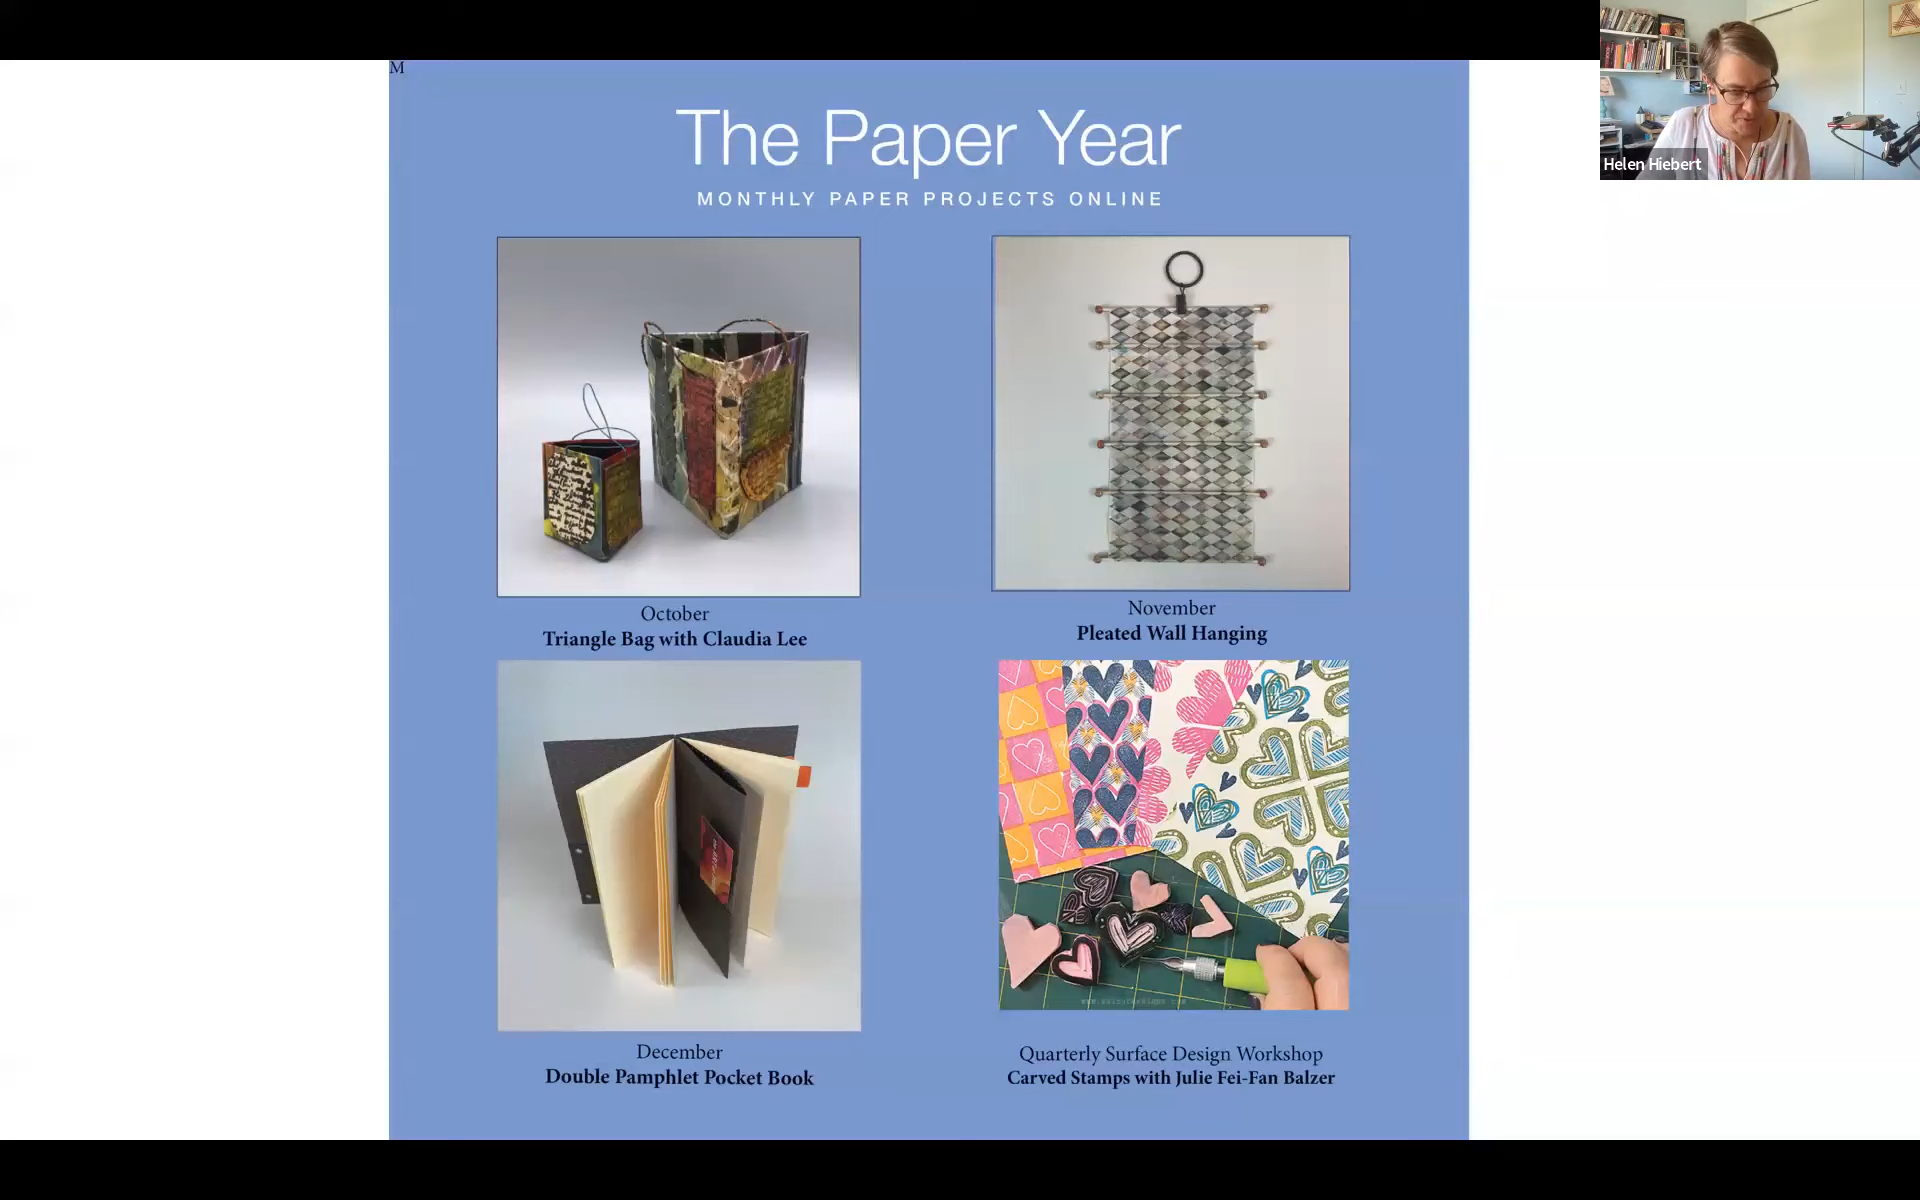 M
The Paper Year
MONTHLY PAPER PROJECTS ONLINE
Helen Hiebert
October
Triangle Bag with Claudia Lee
November
Pleated Wall Hanging
December
Double Pamphlet Pocket Book
Quarterly Surface Design Workshop
Carved Stamps with Julie Fei-Fan Balzer